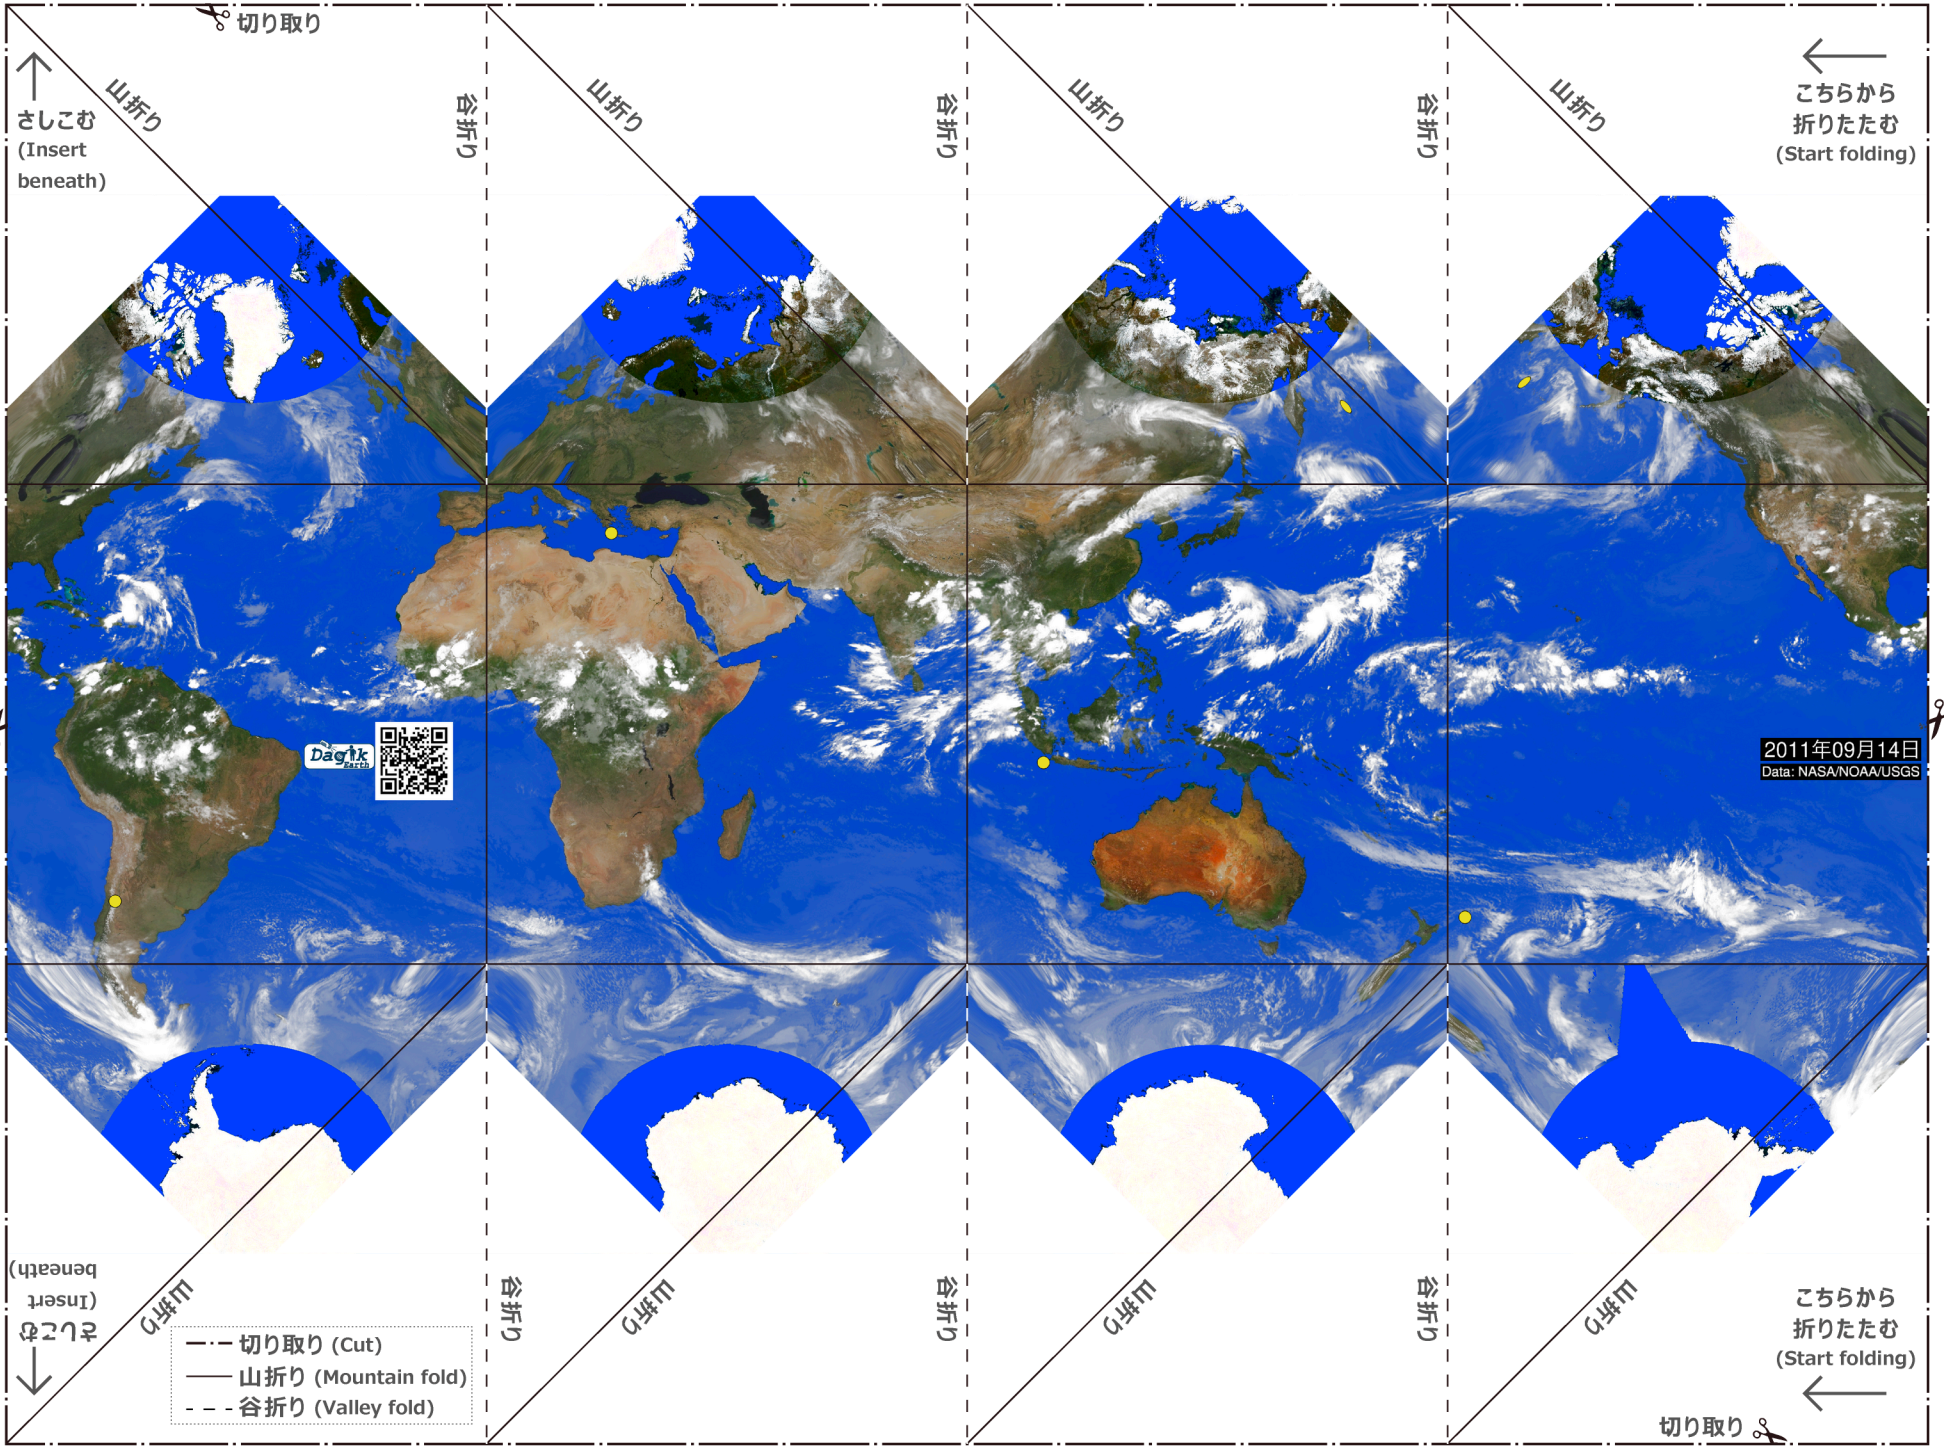 切り取り
さしこむ
(Insert
beneath)
山折り
谷折り
山折り
谷折り
山折り
谷折り
山折り
こちらから
折りたたむ
(Start folding)
Dagik
Earth
2011年09月14日
Data: NASA/NOAA/USGS
さしこむ
(Insert
beneath)
山折り
谷折り
山折り
谷折り
山折り
谷折り
山折り
こちらから
折りたたむ
(Start folding)
切り取り (Cut)
山折り (Mountain fold)
谷折り (Valley fold)
切り取り